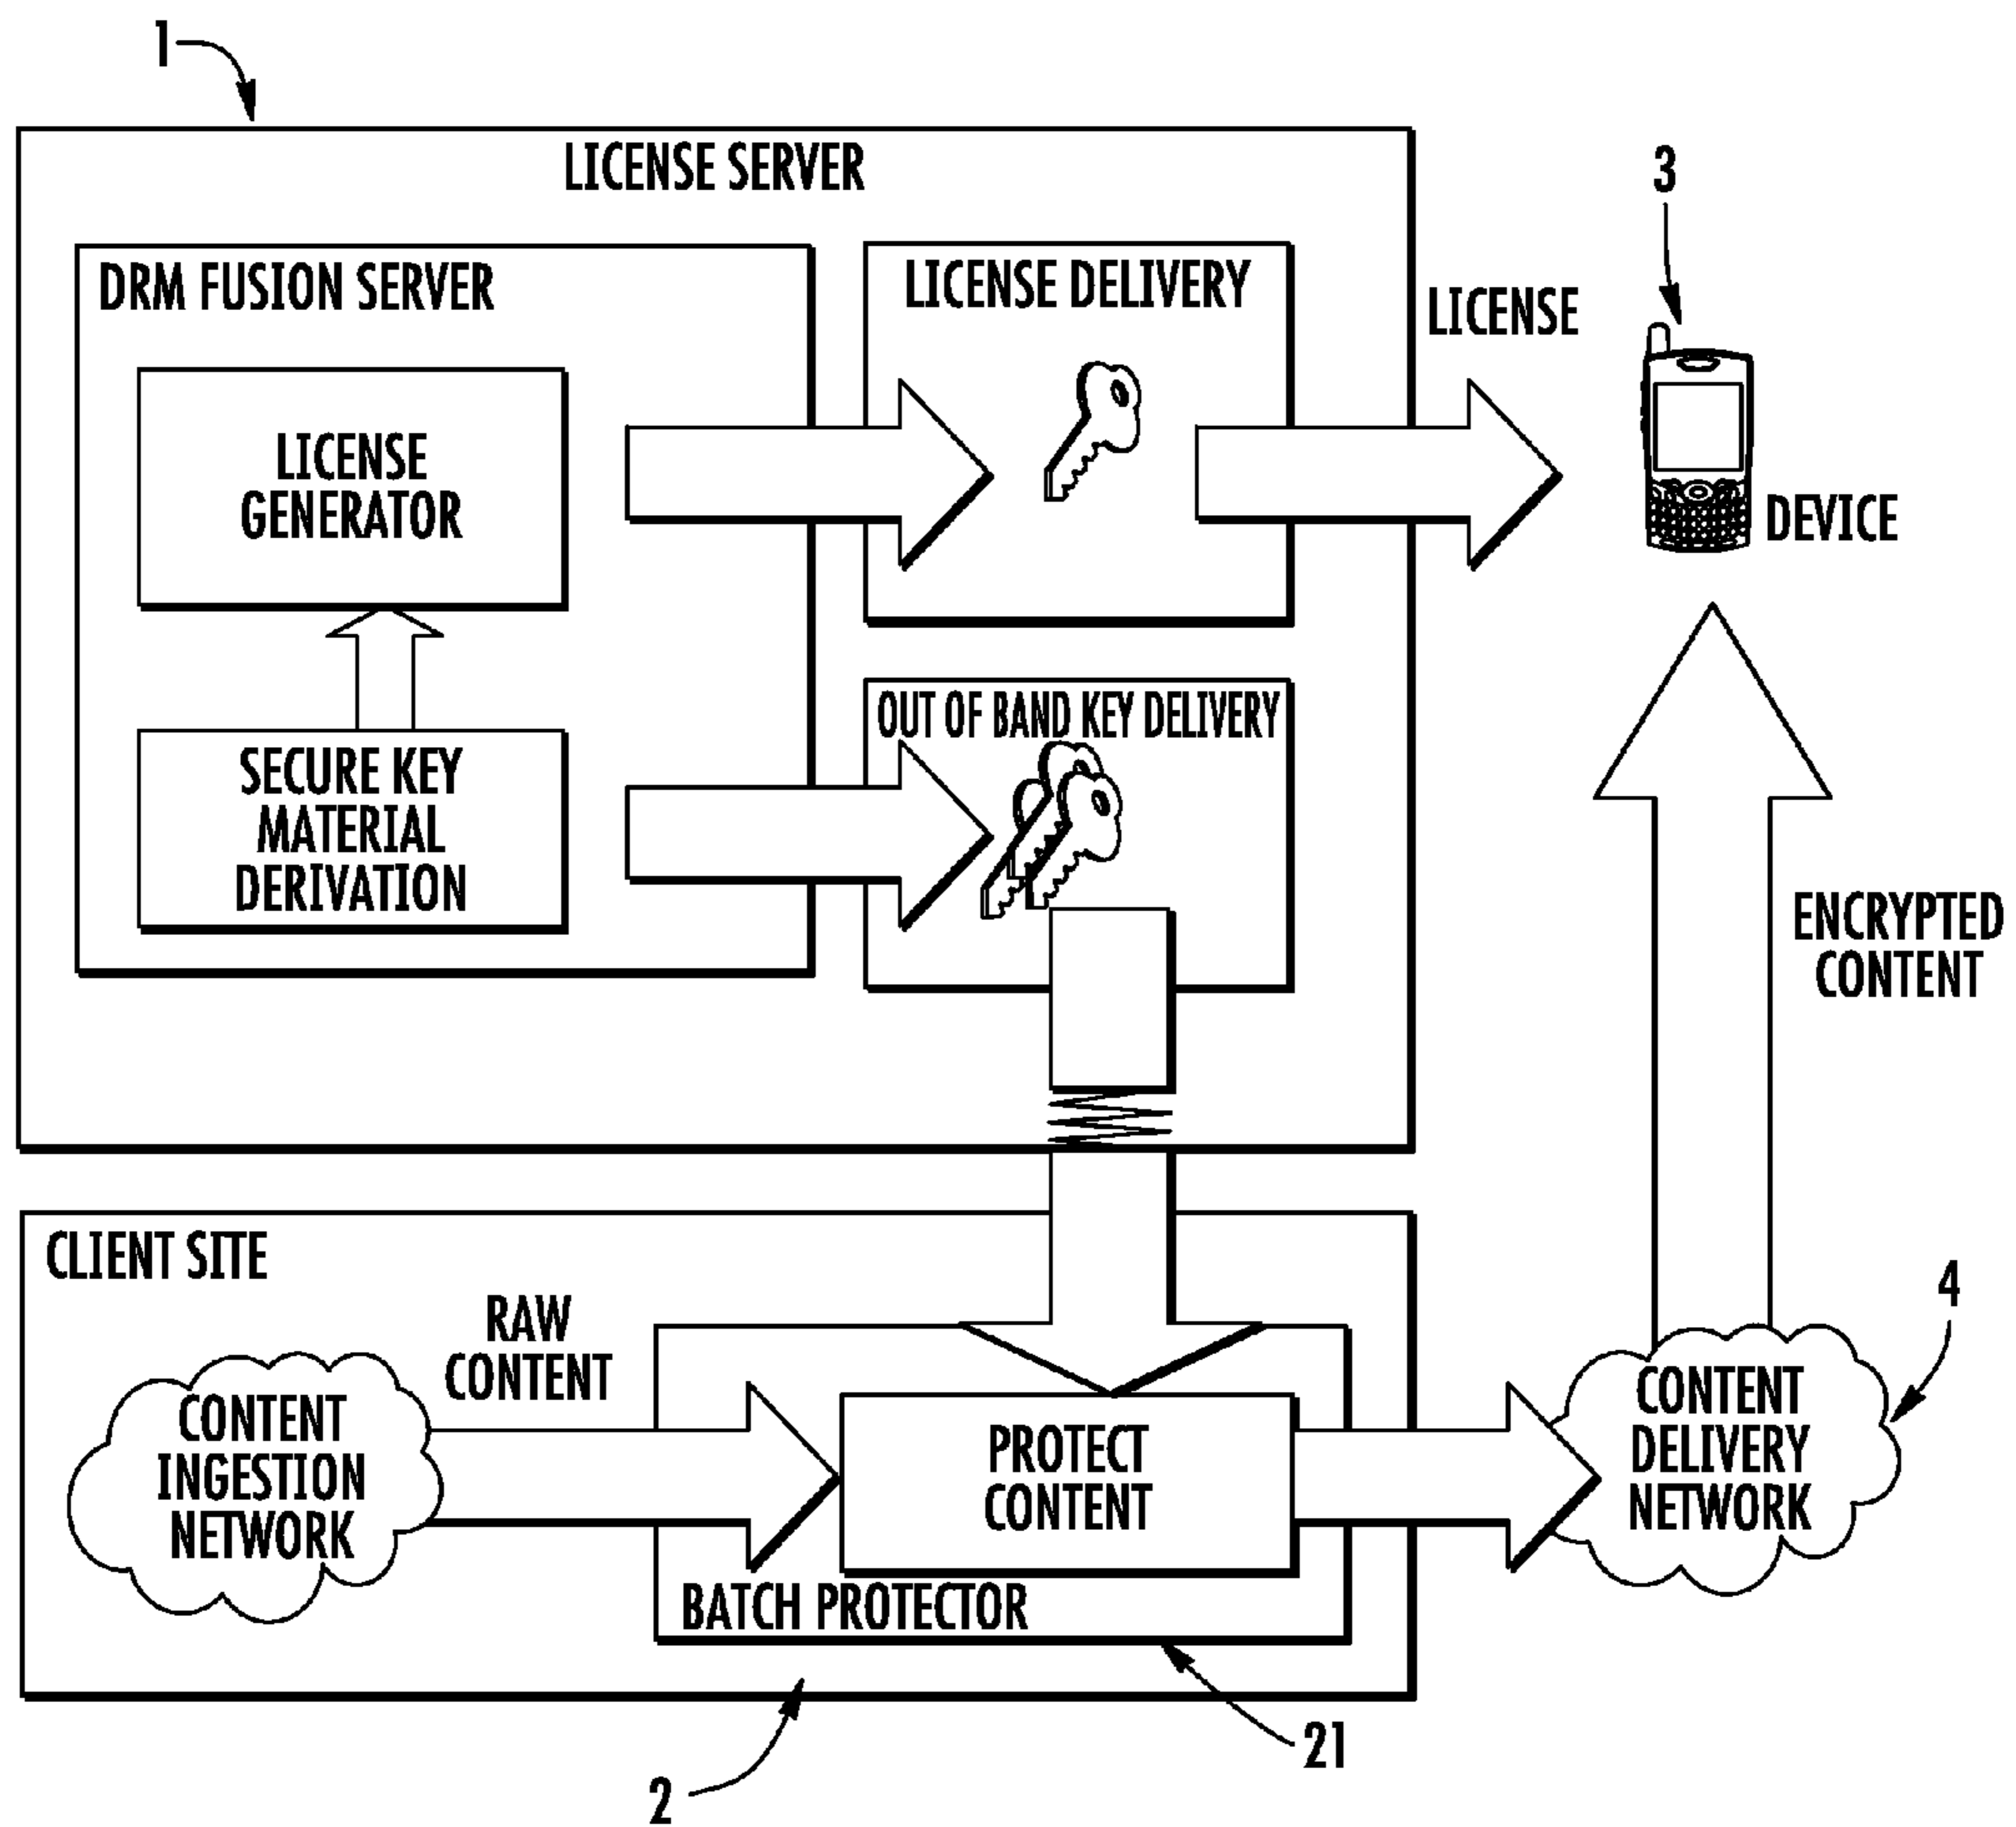 1
LICENSE SERVER
3
DRM FUSION SERVER
LICENSE DELIVERY
LICENSE
LICENSE
GENERATOR
DEVICE
OUT OF BAND KEY DELIVERY
SECURE KEY
MATERIAL
DERIVATION
ENCRYPTED
CONTENT
CLIENT SITE
4
RAW
CONTENT
CONTENT
INGESTION
NETWORK
PROTECT
CONTENT
CONTENT
DELIVERY
NETWORK
BATCH PROTECTOR
21
2